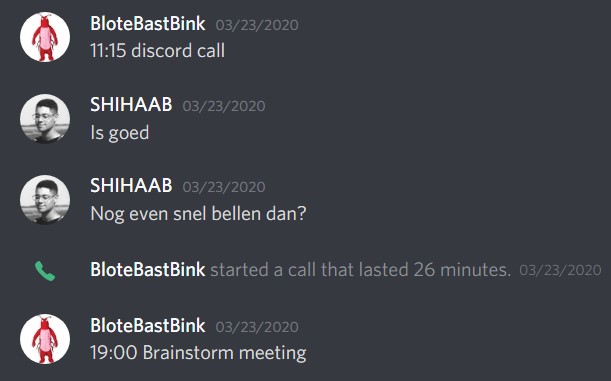 BloteBastBink 03/23/2020
11:15 discord call
SHIHAAB 03/23/2020
Is goed
SHIHAAB 03/23/2020
Nog even snel bellen dan?
BloteBastBink started a call that lasted 26 minutes. 03/23/2020
BloteBastBink 03/23/2020
19:00 Brainstorm meeting